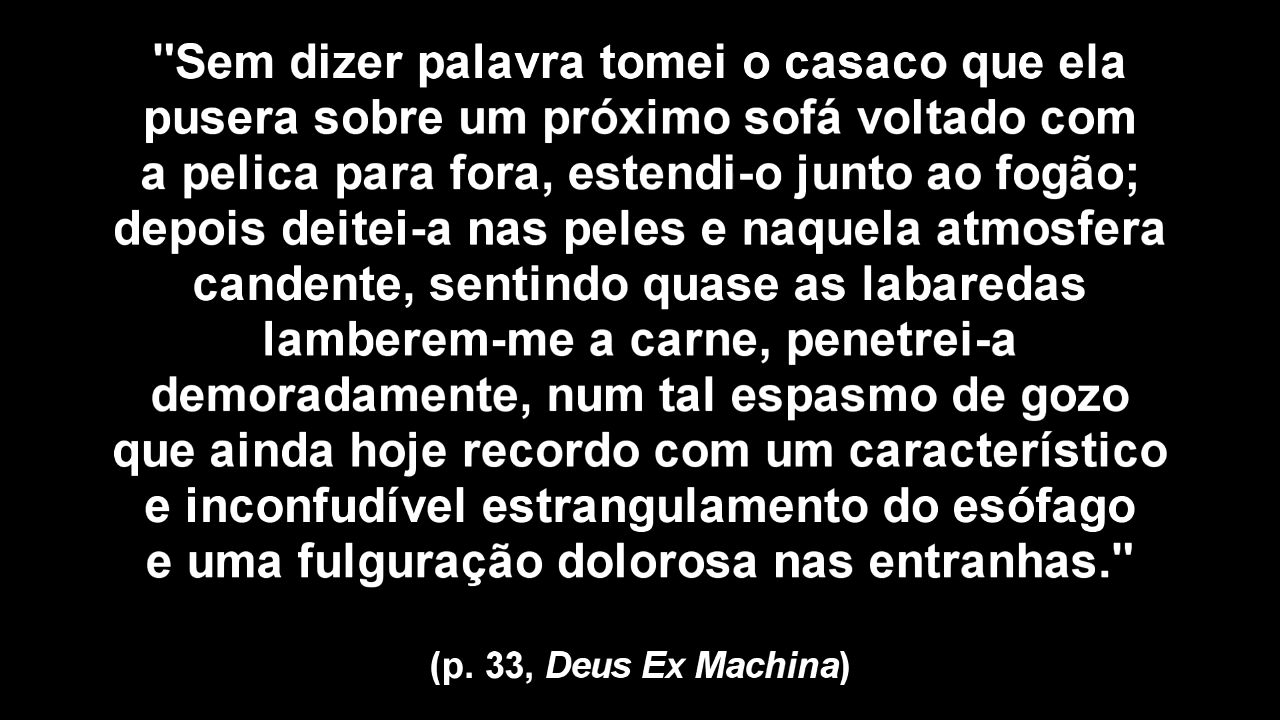 "Sem dizer palavra tomei o casaco que ela
pusera sobre um próximo sofá voltado com
a pelica para fora, estendi-o junto ao fogão;
depois deitei-a nas peles e naquela atmosfera
candente, sentindo quase as labaredas
lamberem-me a carne, penetrei-a
demoradamente, num tal espasmo de gozo
que ainda hoje recordo com um característico
e inconfudível estrangulamento do esófago
e uma fulguração dolorosa nas entranhas."
(p. 33, Deus Ex Machina)